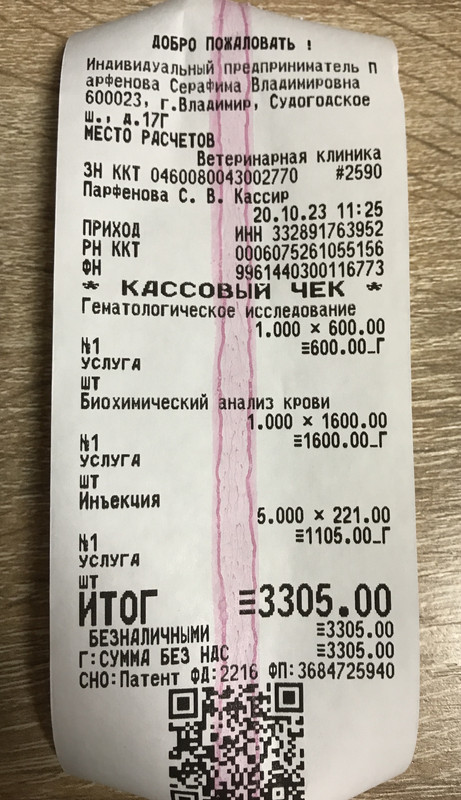 ДОБРО ПОЖАЛОВАТЬ !
Индивидуальный предприниматель П
арфенова Серафима Владимировна
600023, г.Владимир, Судогодское
ш., д.17Г
МЕСТО РАСЧЕТОВ
Ветеринарная клиника
ЗН ККТ 0460080043002770 #2590
Парфенова С. В. Кассир
20.10.23 11:25
ПРИХОД ИНН 332891763952
РН ККТ 0006075261055156
ФН 9961440300116773
* КАССОВЫЙ ЧЕК *
Гематологическое исследование
1.000 × 600.00
№1 ≡600.00_Г
УСЛУГА
ШТ
Биохимический анализ крови
1.000 × 1600.00
№1 ≡1600.00_Г
УСЛУГА
ШТ
Инъекция
5.000 × 221.00
№1 ≡1105.00_Г
УСЛУГА
ШТ
ИТОГ ≡3305.00
БЕЗНАЛИЧНЫМИ ≡3305.00
Г:СУММА БЕЗ НДС ≡3305.00
СНО:Патент ФД:2216 ФП:3684725940